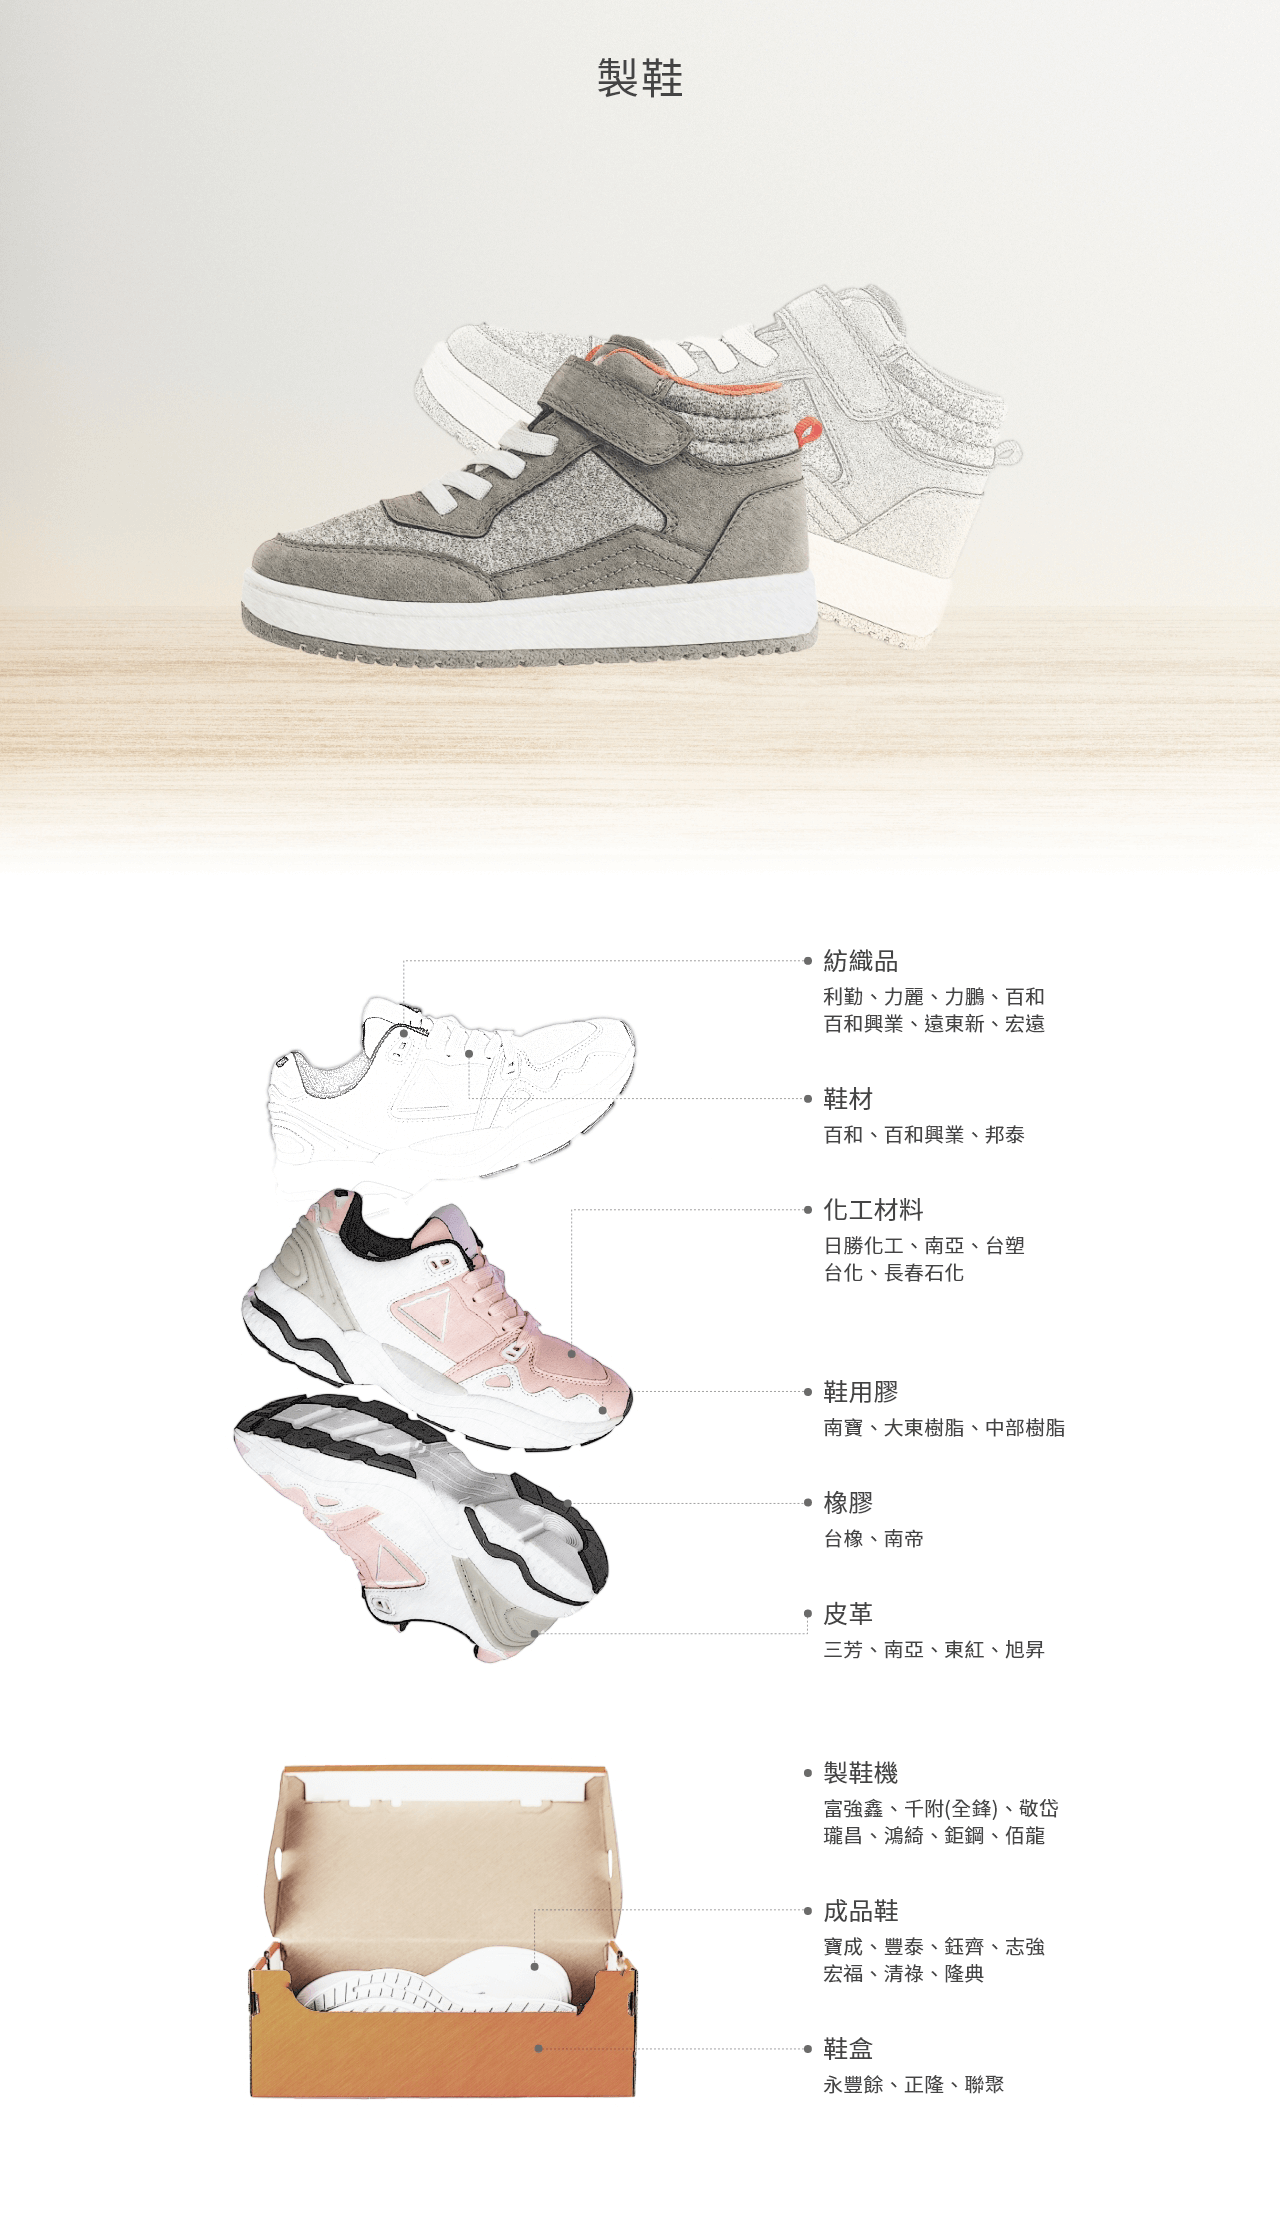 製鞋
紡織品
利勤、力麗、力鵬、百和
百和興業、遠東新、宏遠
鞋材
百和、百和興業、邦泰
化工材料
日勝化工、南亞、台塑
台化、長春石化
鞋用膠
南寶、大東樹脂、中部樹脂
橡膠
台橡、南帝
皮革
三芳、南亞、東紅、旭昇
製鞋機
富強鑫、千附(全鋒)、敬岱
瓏昌、鴻綺、鉅鋼、佰龍
成品鞋
寶成、豐泰、鈺齊、志強
宏福、清祿、隆典
鞋盒
永豐餘、正隆、聯聚